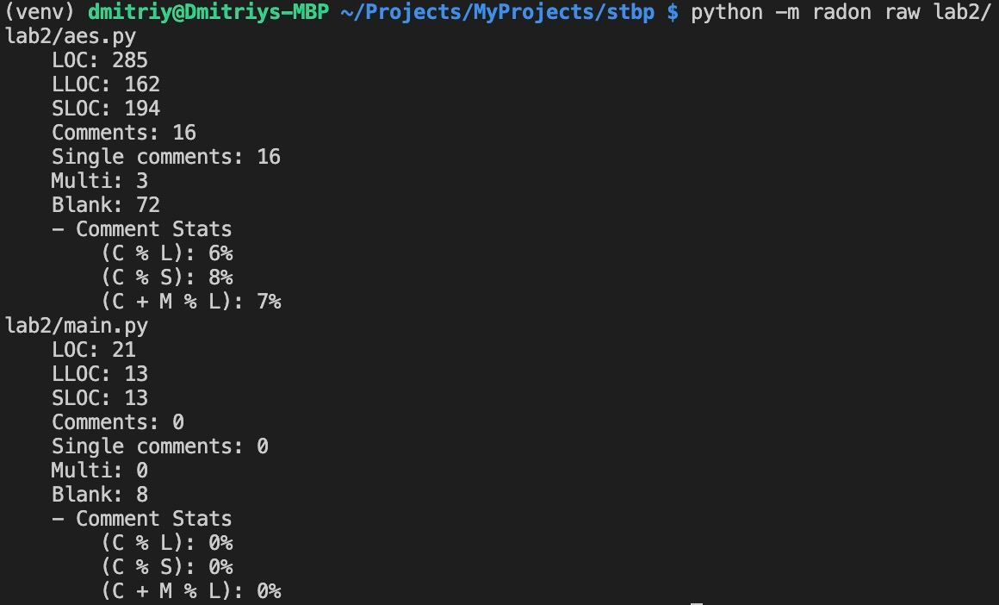 (venv) dmitriy@Dmitriys-MBP ~/Projects/MyProjects/stbp $ python -m radon raw lab2/
lab2/aes.py
    LOC: 285
    LLOC: 162
    SLOC: 194
    Comments: 16
    Single comments: 16
    Multi: 3
    Blank: 72
    - Comment Stats
        (C % L): 6%
        (C % S): 8%
        (C + M % L): 7%
lab2/main.py
    LOC: 21
    LLOC: 13
    SLOC: 13
    Comments: 0
    Single comments: 0
    Multi: 0
    Blank: 8
    - Comment Stats
        (C % L): 0%
        (C % S): 0%
        (C + M % L): 0%